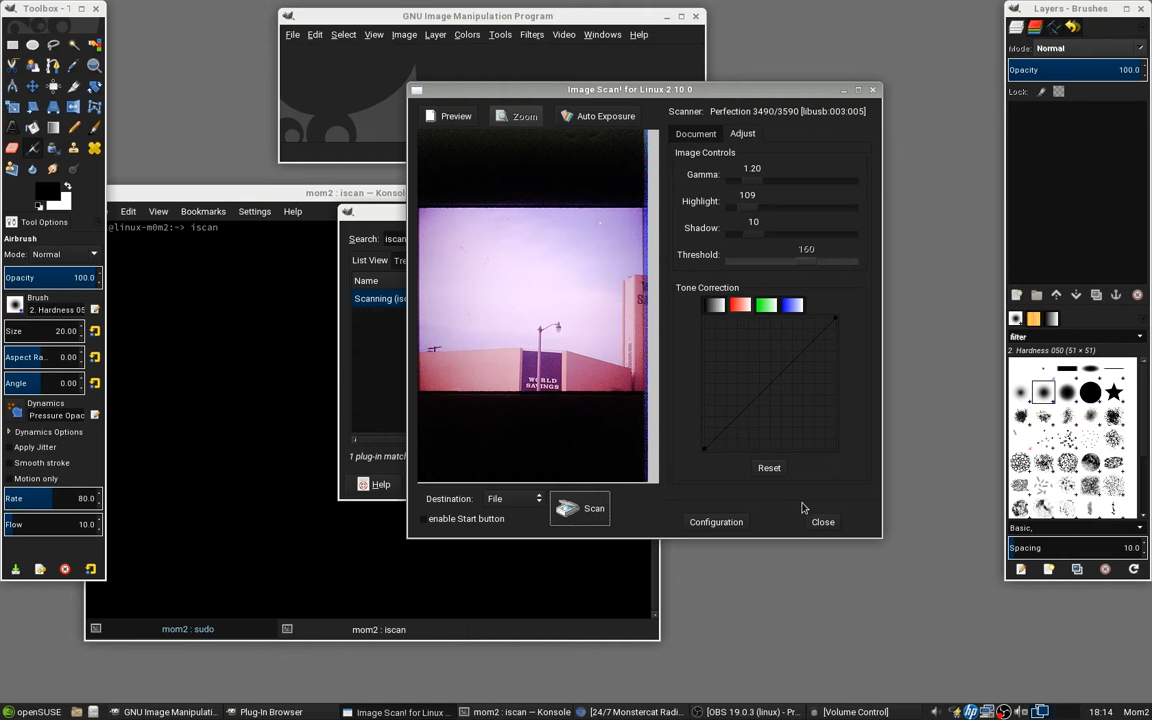 Toolbox - T
GNU Image Manipulation Program
Layers - Brushes
File Edit Select View Image Layer Colors Tools Filters Video Windows Help
Mode: Normal
Opacity 100.0
Lock:
Image Scan! for Linux 2.10.0
Preview Zoom Auto Exposure
Scanner: Perfection 3490/3590 [libusb:003:005]
Document Adjust
Image Controls
Gamma: 1.20
Highlight: 109
Shadow: 10
Threshold: 160
Tone Correction
Reset
WORLD
SAVINGS
Destination: File
Scan
enable Start button
Configuration
Close
mom2 : iscan — Konsol
Edit View Bookmarks Settings Help
@linux-m0m2:~> iscan
Search: iscan
List View Tre
Name
Scanning (isc
1 plug-in match
Help
mom2 : sudo
mom2 : iscan
Tool Options
Airbrush
Mode: Normal
Opacity 100.0
Brush
2. Hardness 05
Size 20.00
Aspect Ra... 0.00
Angle 0.00
Dynamics
Pressure Opac
Dynamics Options
Apply Jitter
Smooth stroke
Motion only
Rate 80.0
Flow 10.0
filter
2. Hardness 050 (51 × 51)
Basic,
Spacing 10.0
openSUSE
GNU Image Manipulati
Plug-In Browser
Image Scan! for Linux ..
mom2 : iscan — Konsole
[24/7 Monstercat Radi..
[OBS 19.0.3 (linux) - Pr
[Volume Control]
18:14
Mom2